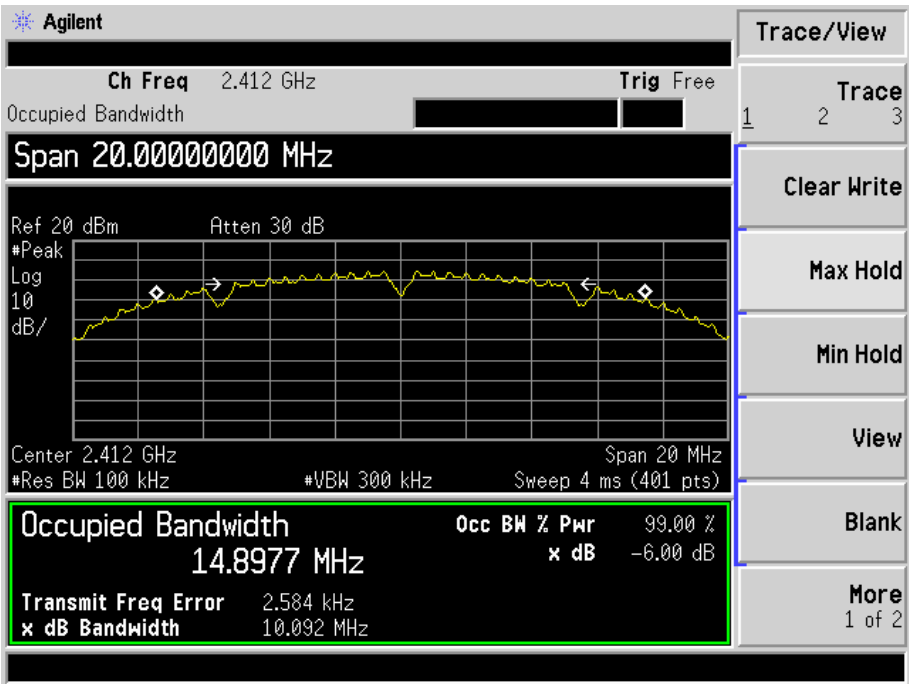 Agilent
Trace/View
Ch Freq 2.412 GHz Trig Free
Occupied Bandwidth
Span 20.00000000 MHz
Ref 20 dBm Atten 30 dB
#Peak
Log
10
dB/
Center 2.412 GHz Span 20 MHz
#Res BW 100 kHz #VBW 300 kHz Sweep 4 ms (401 pts)
Occupied Bandwidth Occ BW % Pwr 99.00 %
14.8977 MHz x dB -6.00 dB
Transmit Freq Error 2.584 kHz
x dB Bandwidth 10.092 MHz
Trace
1 2 3
Clear Write
Max Hold
Min Hold
View
Blank
More
1 of 2